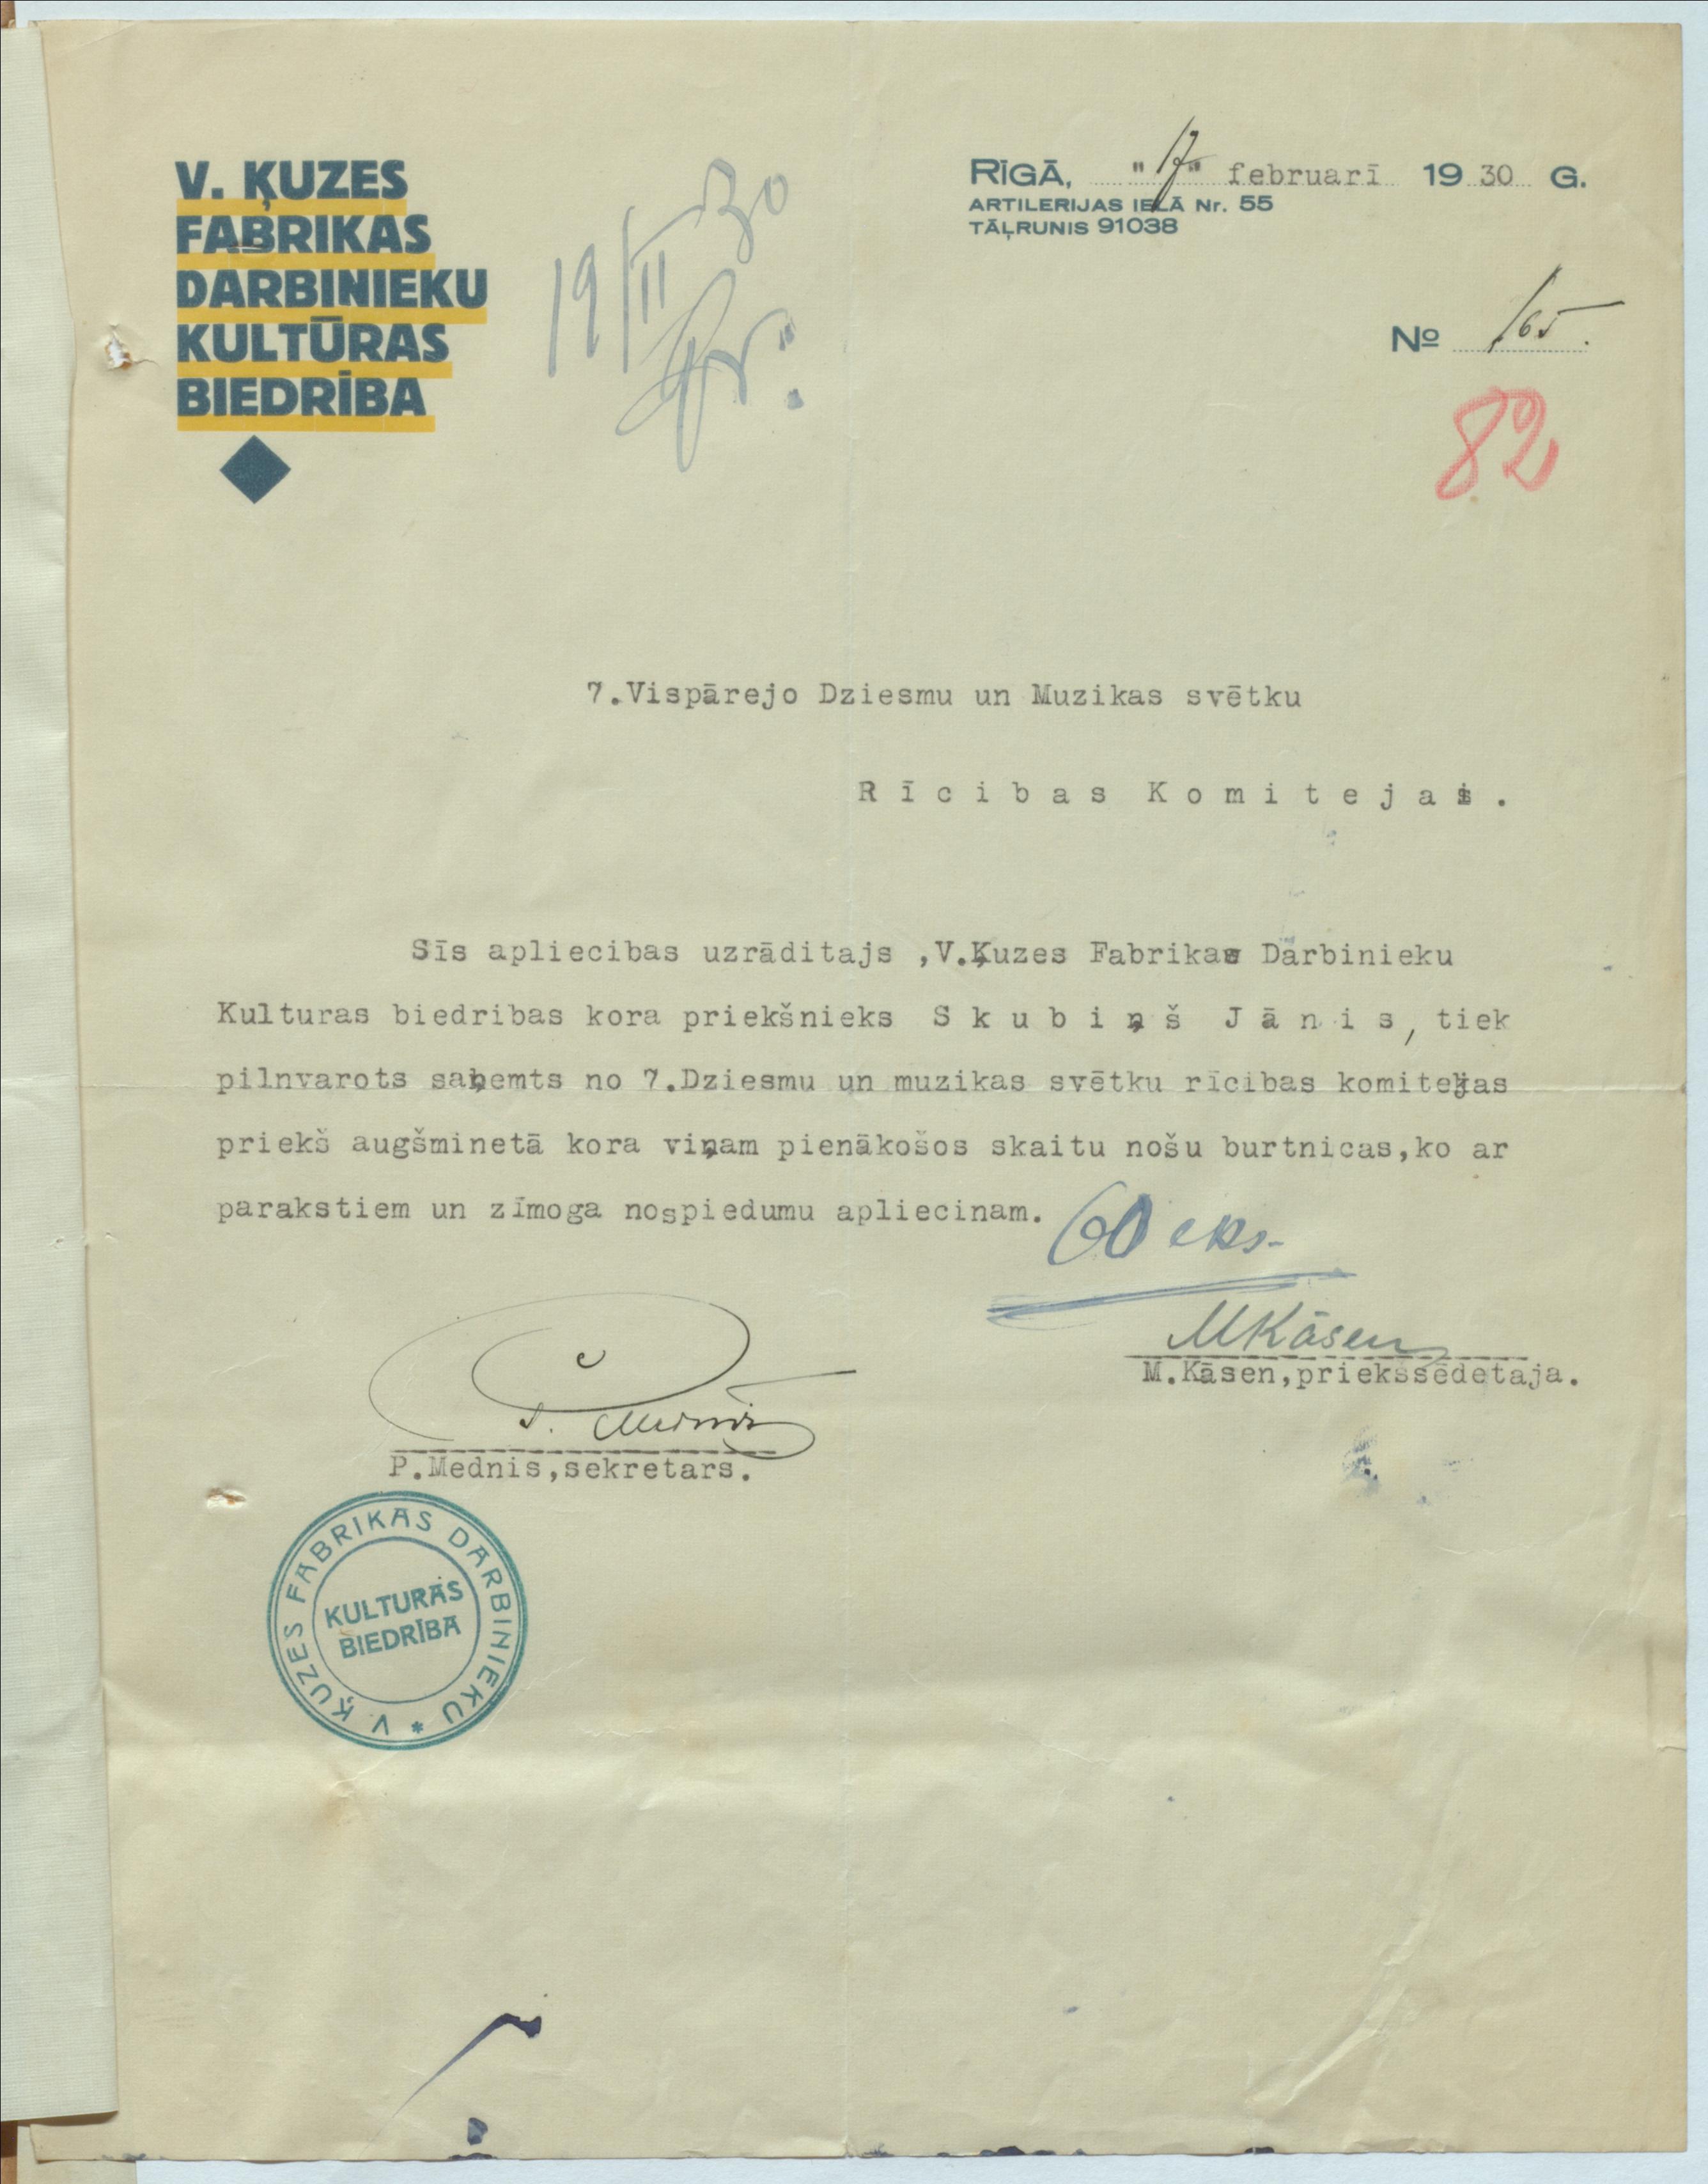 V. ĶUZES
FABRIKAS
DARBINIEKU
KULTŪRAS
BIEDRĪBA
19/II 30
RĪGĀ, "17" februarī 1930 G.
ARTILERIJAS IELĀ Nr. 55
TĀĻRUNIS 91038
№ 165.
82
7.Vispārejo Dziesmu un Muzikas svētku
Rīcibas Komitejai.
Sīs apliecibas uzrāditajs ,V.Ķuzes Fabrikas Darbinieku
Kulturas biedribas kora priekšnieks Skubiņš Jānis, tiek
pilnvarots saņemts no 7.Dziesmu un muzikas svētku rīcibas komitejas
priekš augšminetā kora viņam pienākošos skaitu nošu burtnicas,ko ar
parakstiem un zīmoga nospiedumu apliecinam.
60 eks.
MKāsen
M.Kāsen,priekšsēdetaja.
P. Mednis
P.Mednis,sekretars.
V. ĶUZES FABRIKAS DARBINIEKU *
KULTURAS
BIEDRĪBA